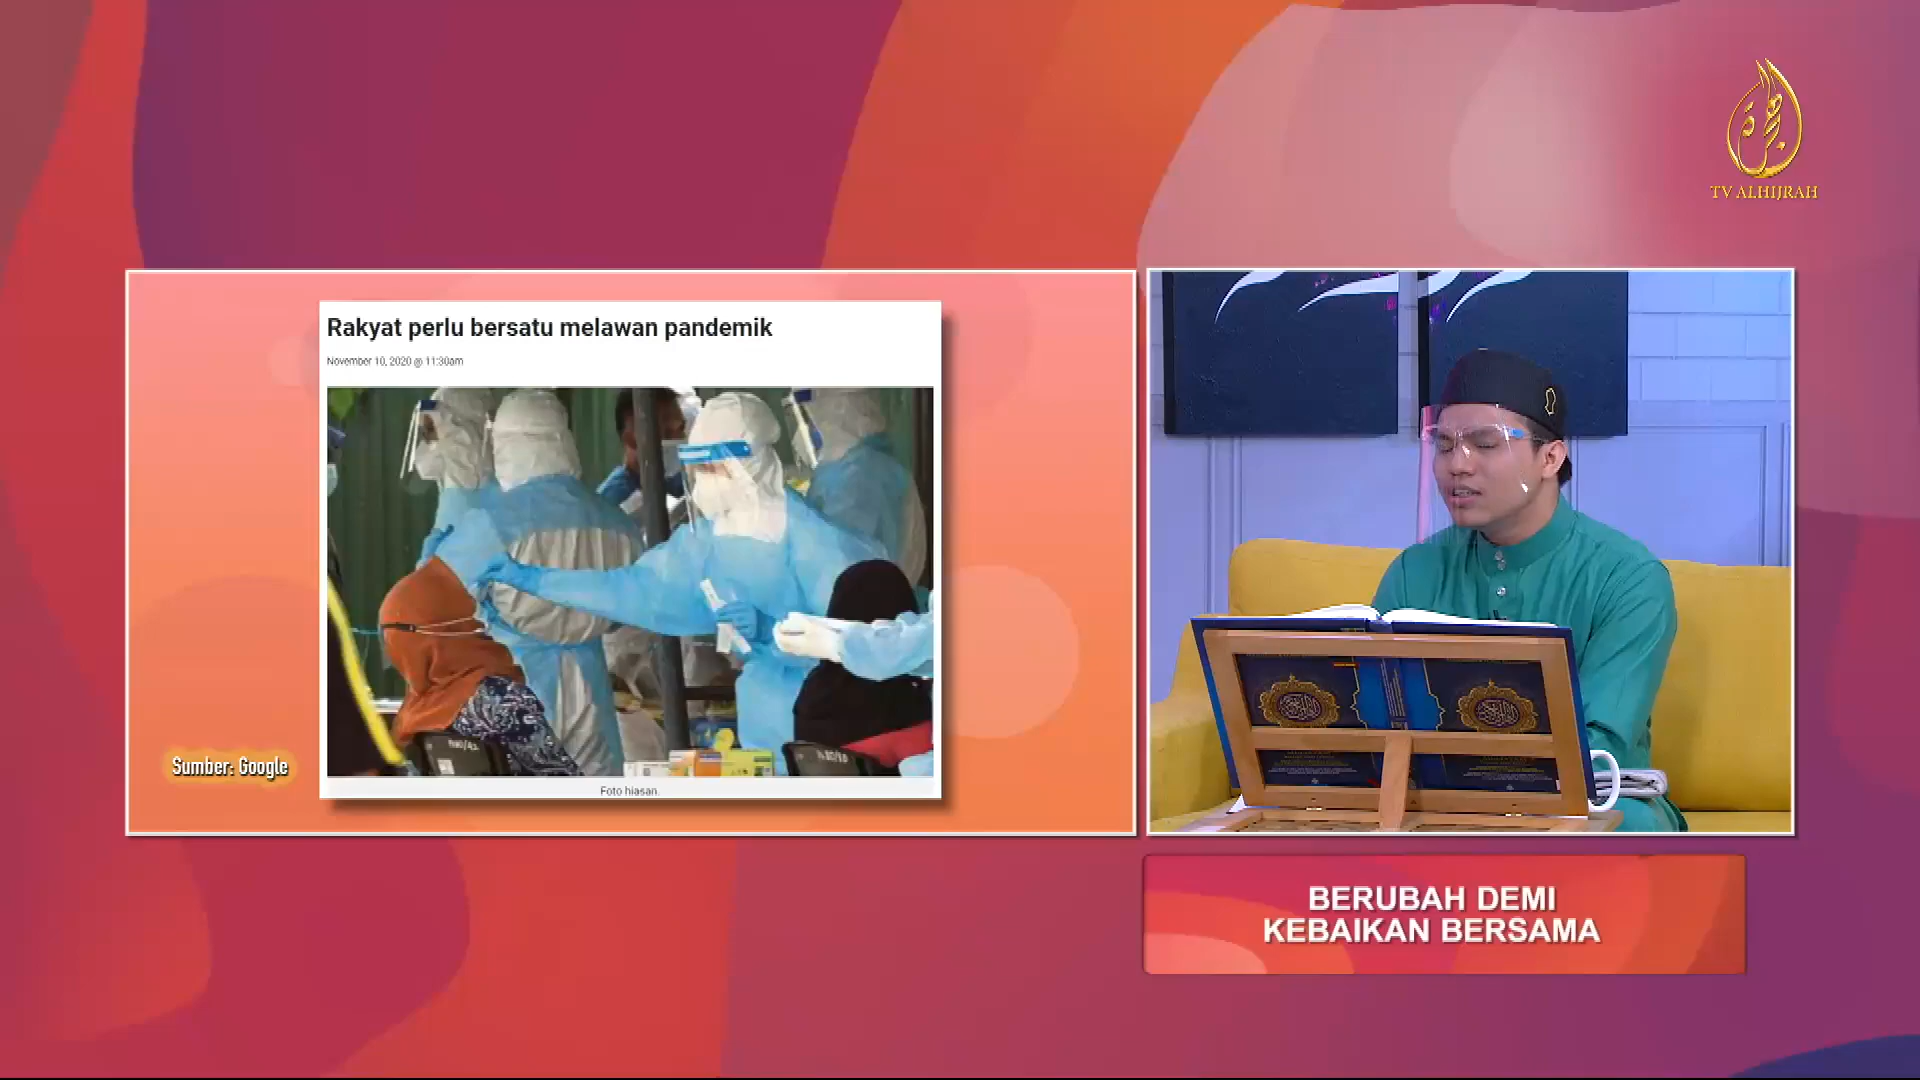 TV ALHIJRAH
Rakyat perlu bersatu melawan pandemik
November 10, 2020 @ 11:30am
Sumber: Google
Foto hiasan.
BERUBAH DEMI
KEBAIKAN BERSAMA